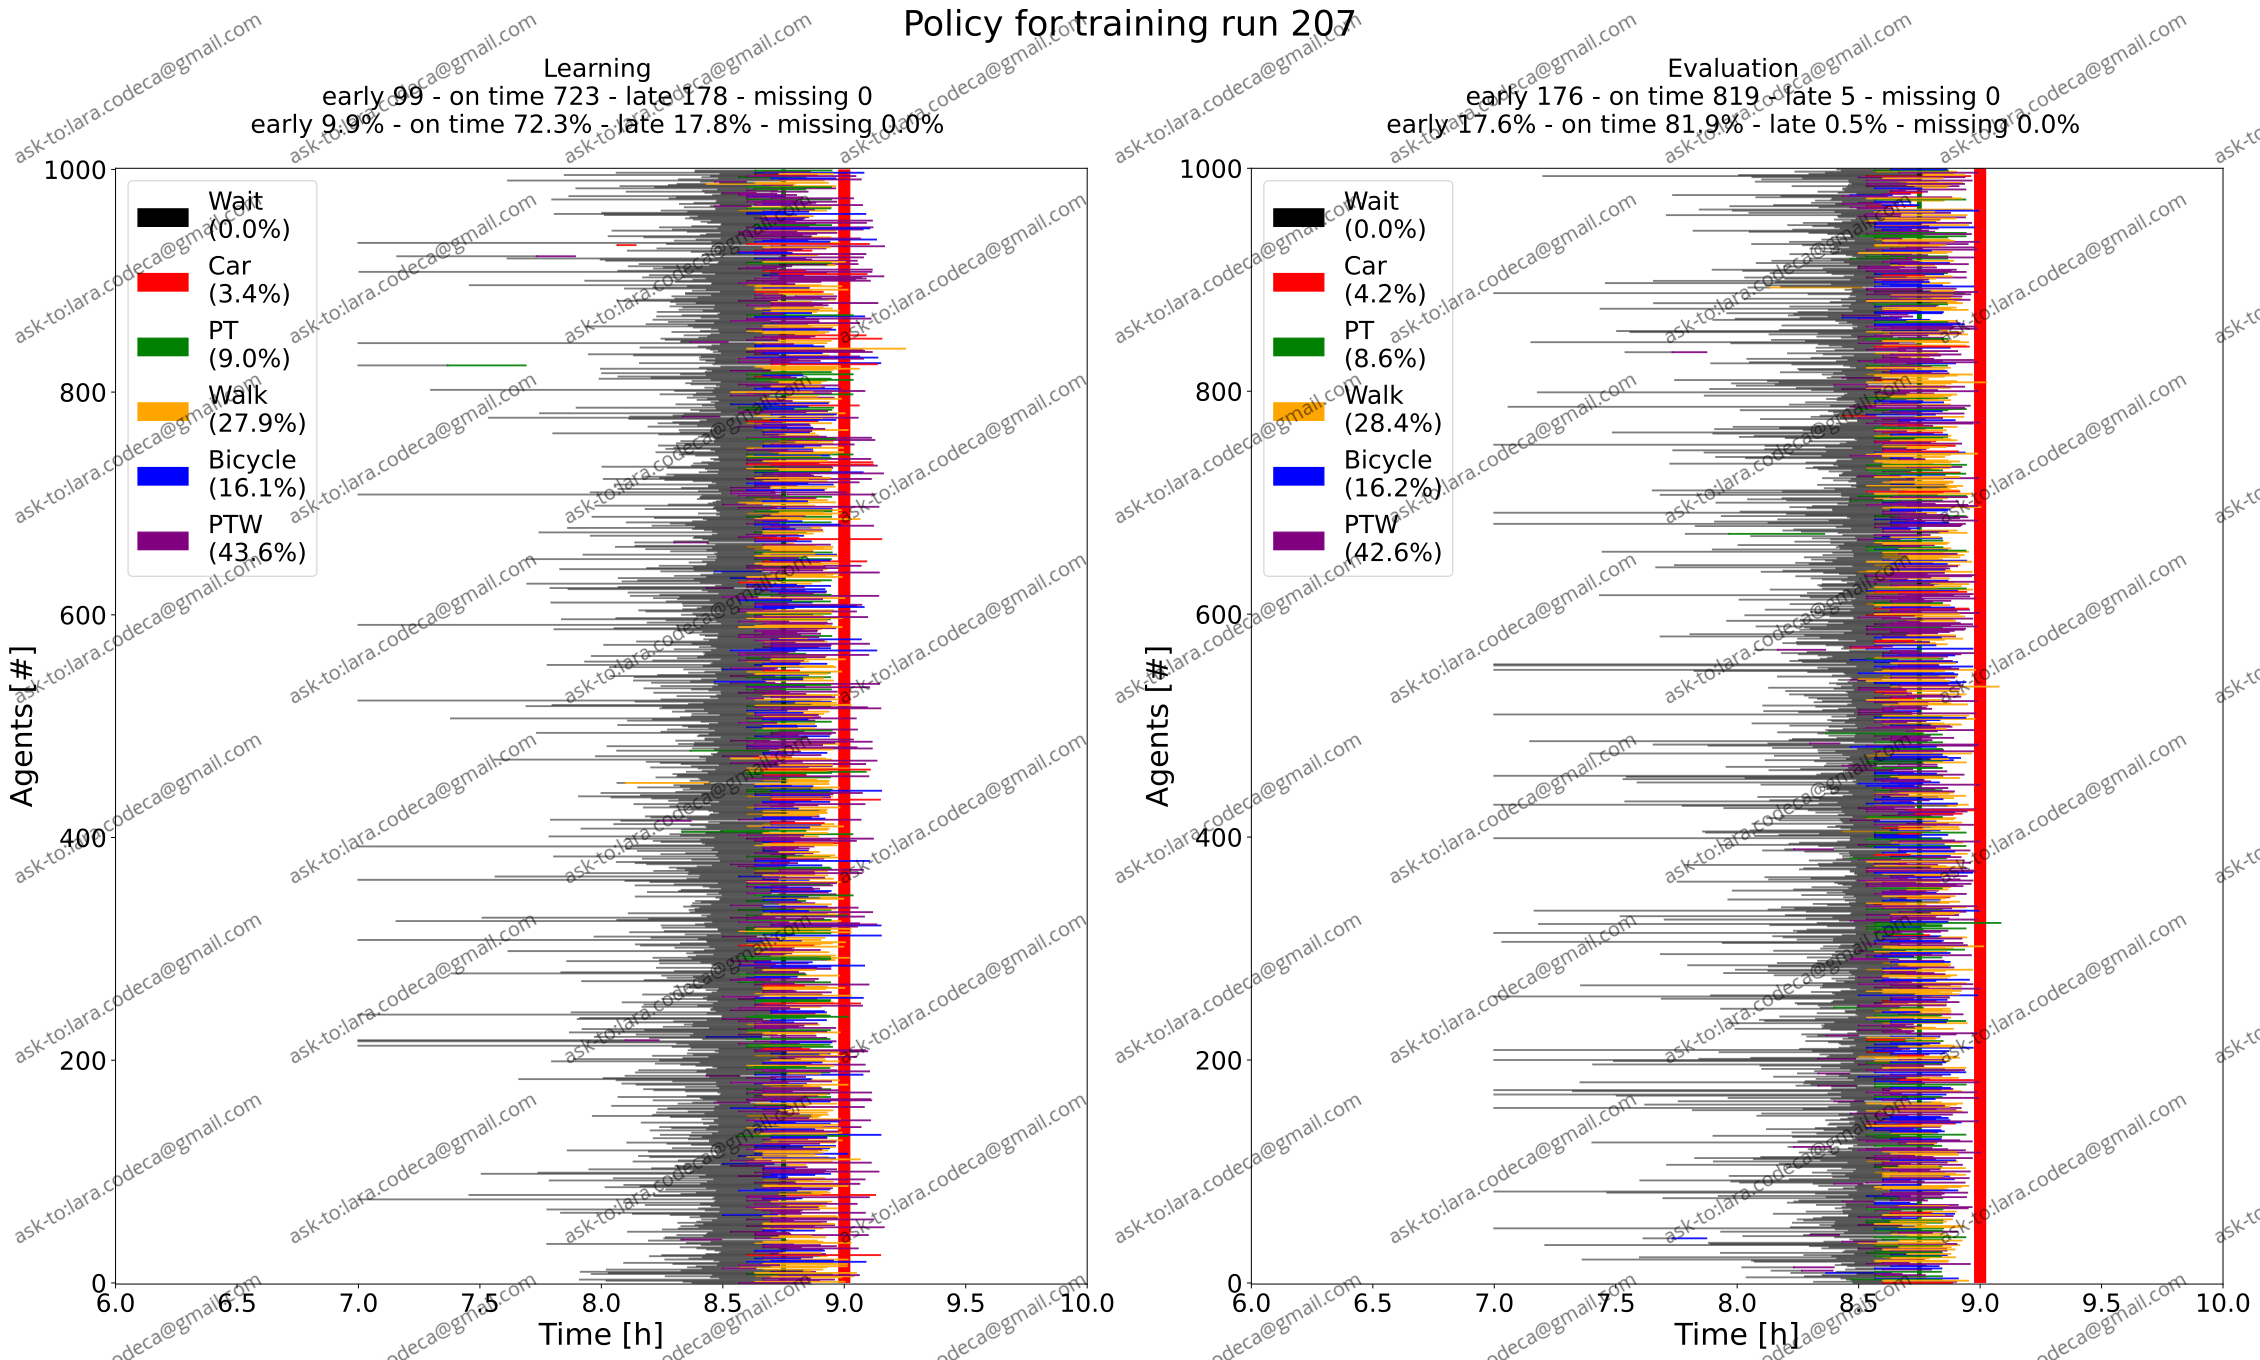 Policy for training run 207
Learning
early 99 - on time 723 - late 178 - missing 0
early 9.9% - on time 72.3% - late 17.8% - missing 0.0%
Evaluation
early 176 - on time 819 - late 5 - missing 0
early 17.6% - on time 81.9% - late 0.5% - missing 0.0%
1000
800
600
400
200
0
Agents [#]
Wait
(0.0%)
Car
(3.4%)
PT
(9.0%)
Walk
(27.9%)
Bicycle
(16.1%)
PTW
(43.6%)
6.0 6.5 7.0 7.5 8.0 8.5 9.0 9.5 10.0
Time [h]
1000
800
600
400
200
0
Agents [#]
Wait
(0.0%)
Car
(4.2%)
PT
(8.6%)
Walk
(28.4%)
Bicycle
(16.2%)
PTW
(42.6%)
6.0 6.5 7.0 7.5 8.0 8.5 9.0 9.5 10.0
Time [h]
ask-to:lara.codeca@gmail.com